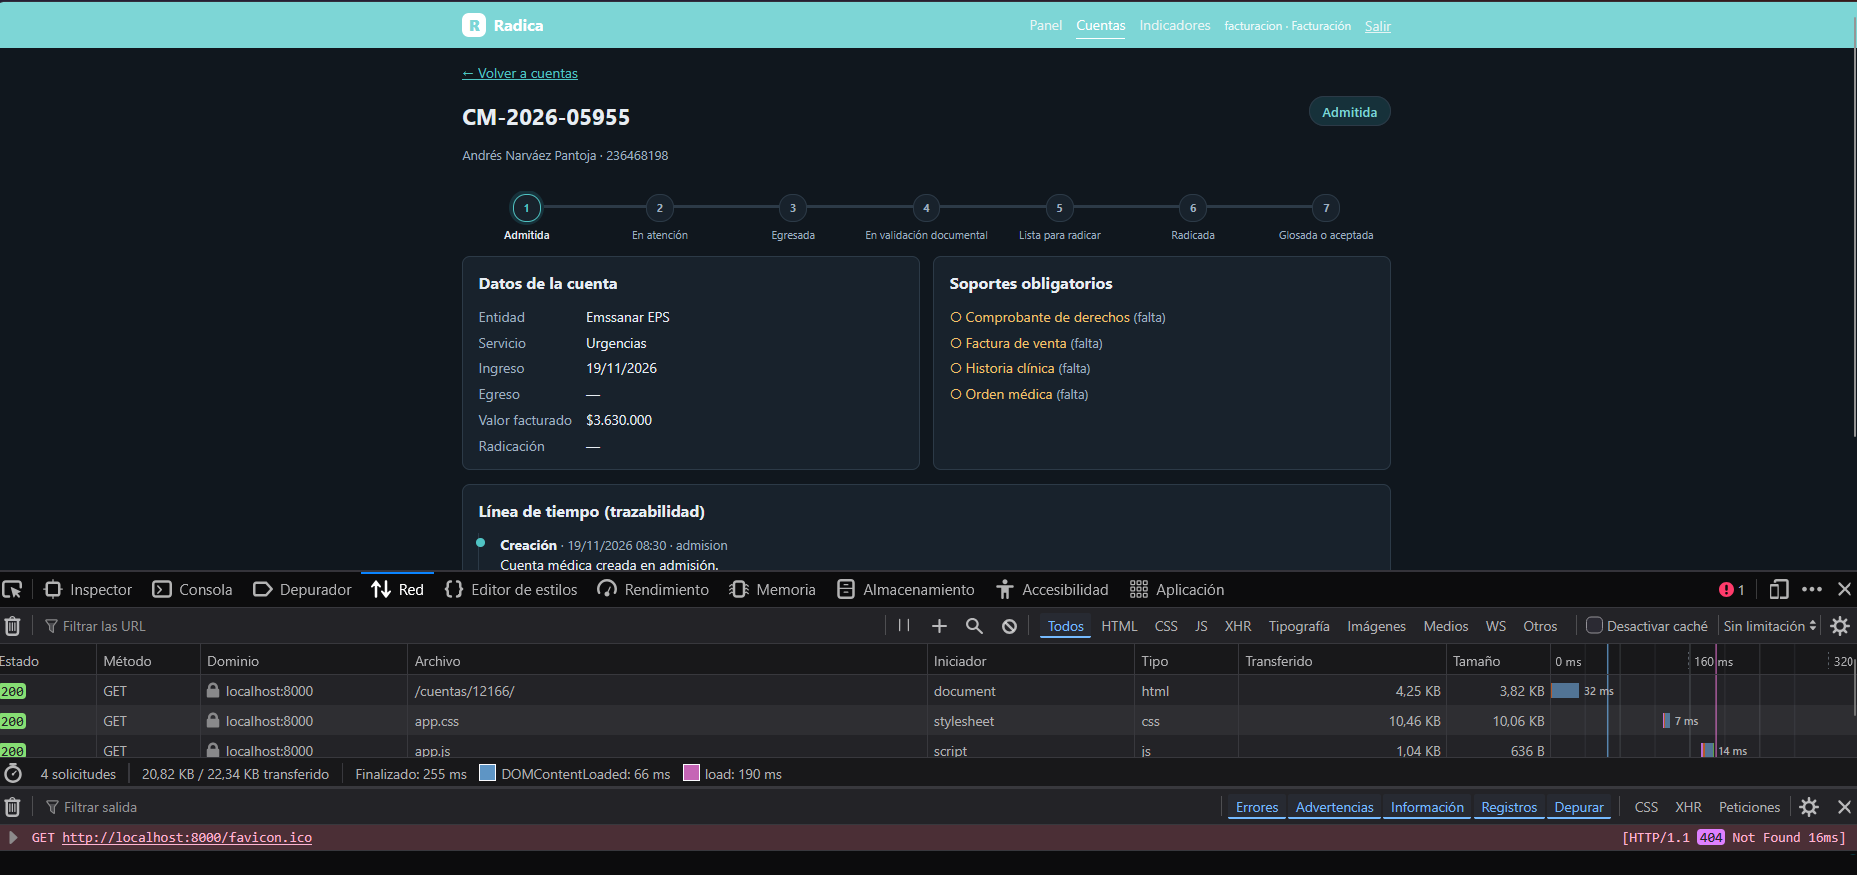 R Radica
Panel Cuentas Indicadores facturacion · Facturación Salir
← Volver a cuentas
CM-2026-05955
Admitida
Andrés Narváez Pantoja · 236468198
1 2 3 4 5 6 7
Admitida En atención Egresada En validación documental Lista para radicar Radicada Glosada o aceptada
Datos de la cuenta
Entidad Emssanar EPS
Servicio Urgencias
Ingreso 19/11/2026
Egreso —
Valor facturado $3.630.000
Radicación —
Soportes obligatorios
Comprobante de derechos (falta)
Factura de venta (falta)
Historia clínica (falta)
Orden médica (falta)
Línea de tiempo (trazabilidad)
Creación · 19/11/2026 08:30 · admision
Cuenta médica creada en admisión.
Inspector Consola Depurador Red Editor de estilos Rendimiento Memoria Almacenamiento Accesibilidad Aplicación 1
Filtrar las URL Todos HTML CSS JS XHR Tipografía Imágenes Medios WS Otros Desactivar caché Sin limitación
Estado Método Dominio Archivo Iniciador Tipo Transferido Tamaño 0 ms 160 ms 320
200 GET localhost:8000 /cuentas/12166/ document html 4,25 KB 3,82 KB 32 ms
200 GET localhost:8000 app.css stylesheet css 10,46 KB 10,06 KB 7 ms
200 GET localhost:8000 app.js script js 1,04 KB 636 B 14 ms
4 solicitudes 20,82 KB / 22,34 KB transferido Finalizado: 255 ms DOMContentLoaded: 66 ms load: 190 ms
Filtrar salida Errores Advertencias Información Registros Depurar CSS XHR Peticiones
GET http://localhost:8000/favicon.ico [HTTP/1.1 404 Not Found 16ms]